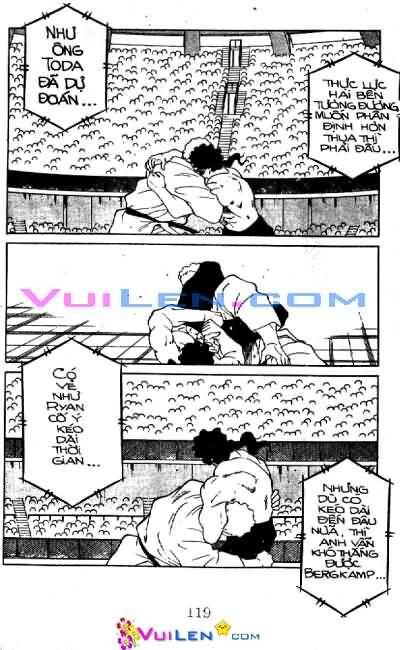 NHƯ
ÔNG
TODA
ĐÃ DỰ
ĐOÁN...
THỰC LỰC
HAI BÊN
TƯƠNG ĐƯƠNG
MUỐN PHÂN
ĐỊNH HƠN
THUA THÌ
PHẢI ĐẤU...
VUILEN.COM
CÓ
VẺ
NHƯ
RYAN
CỐ Ý
KÉO
DÀI
THỜI
GIAN...
NHƯNG
DÙ CÓ
KÉO DÀI
ĐẾN ĐÂU
NỮA, THÌ
ANH VẪN
KHÓ THẮNG
ĐƯỢC
BERGKAMP...
119
VUILEN.COM